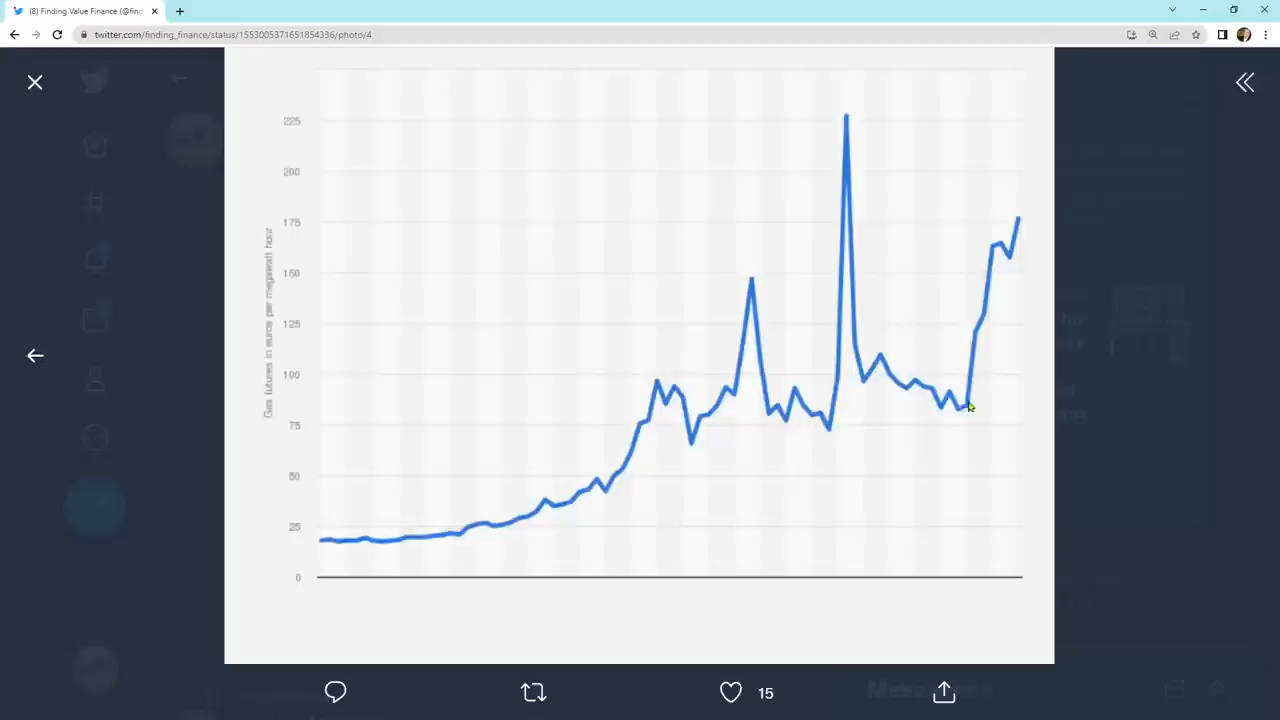 (8) Finding Value Finance (@finc
twitter.com/finding_finance/status/1553005371651854336/photo/4
225
200
175
150
125
100
75
50
25
0
Gas futures in euros per megawatt hour
15
Messages